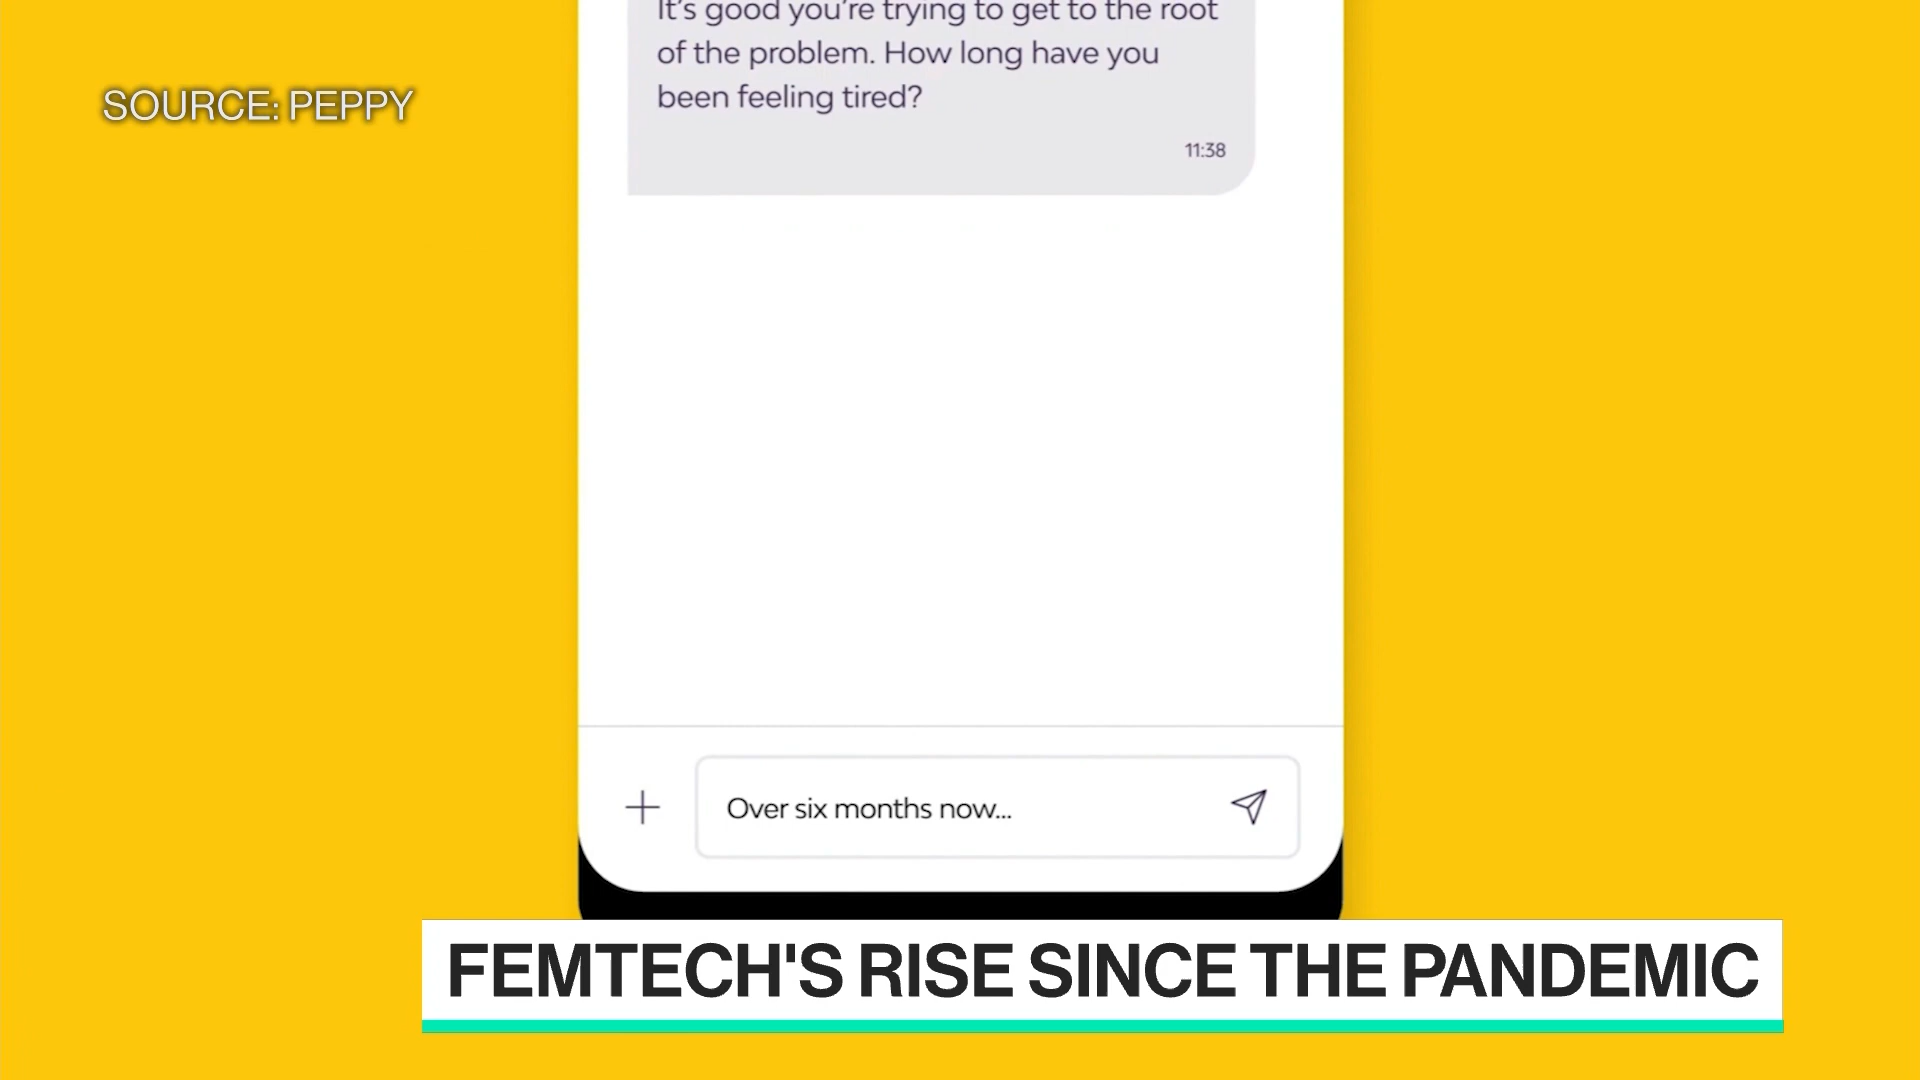 It's good you're trying to get to the root
of the problem. How long have you
been feeling tired?
11:38
SOURCE: PEPPY
Over six months now...
FEMTECH'S RISE SINCE THE PANDEMIC